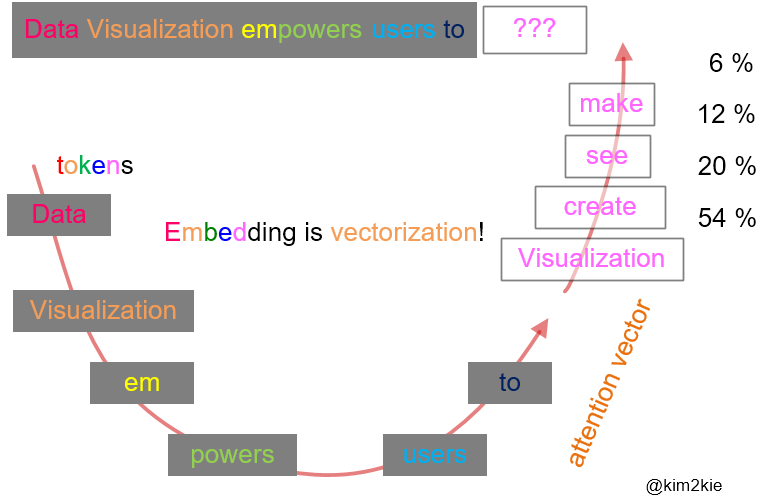 Data Visualization empowers users to ???
6 %
make
12 %
see
20 %
create
54 %
Visualization
tokens
Data
Embedding is vectorization!
Visualization
em
powers
users
to
attention vector
@kim2kie